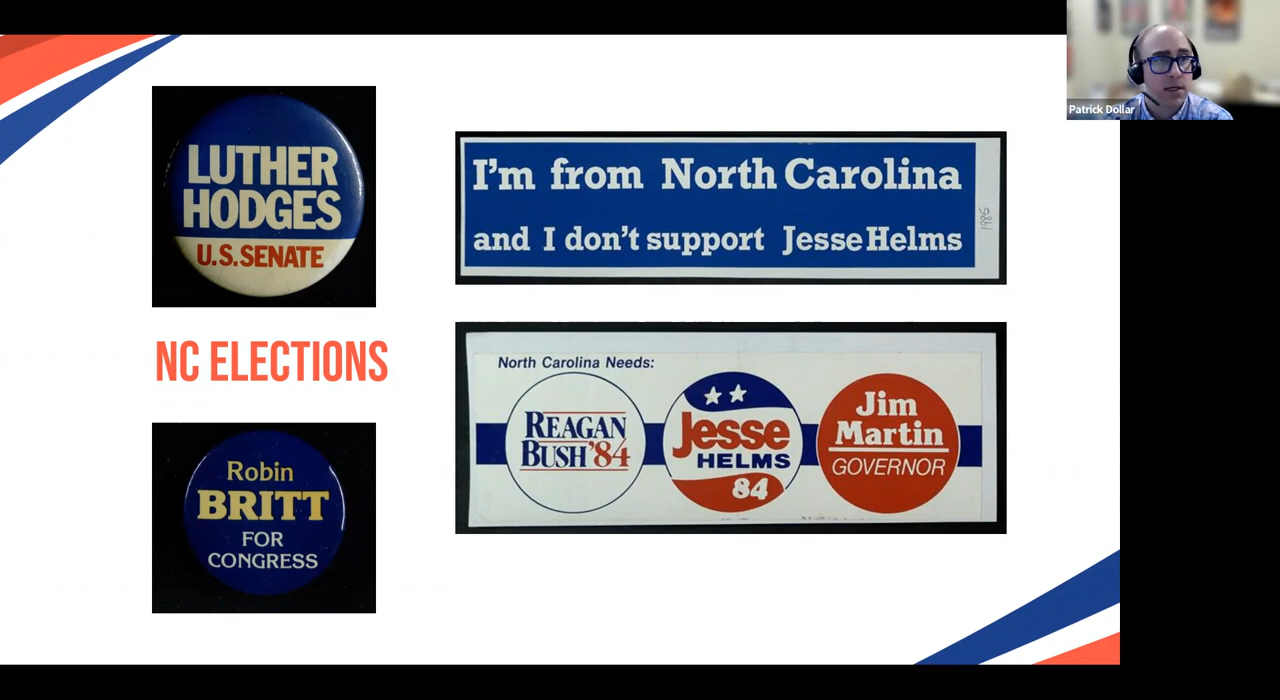 LUTHER
HODGES
U.S. SENATE
NC ELECTIONS
Robin
BRITT
FOR
CONGRESS
I'm from North Carolina
and I don't support Jesse Helms
1985
North Carolina Needs:
REAGAN
BUSH '84
Jesse
HELMS
84
Jim
Martin
GOVERNOR
Patrick Dollar